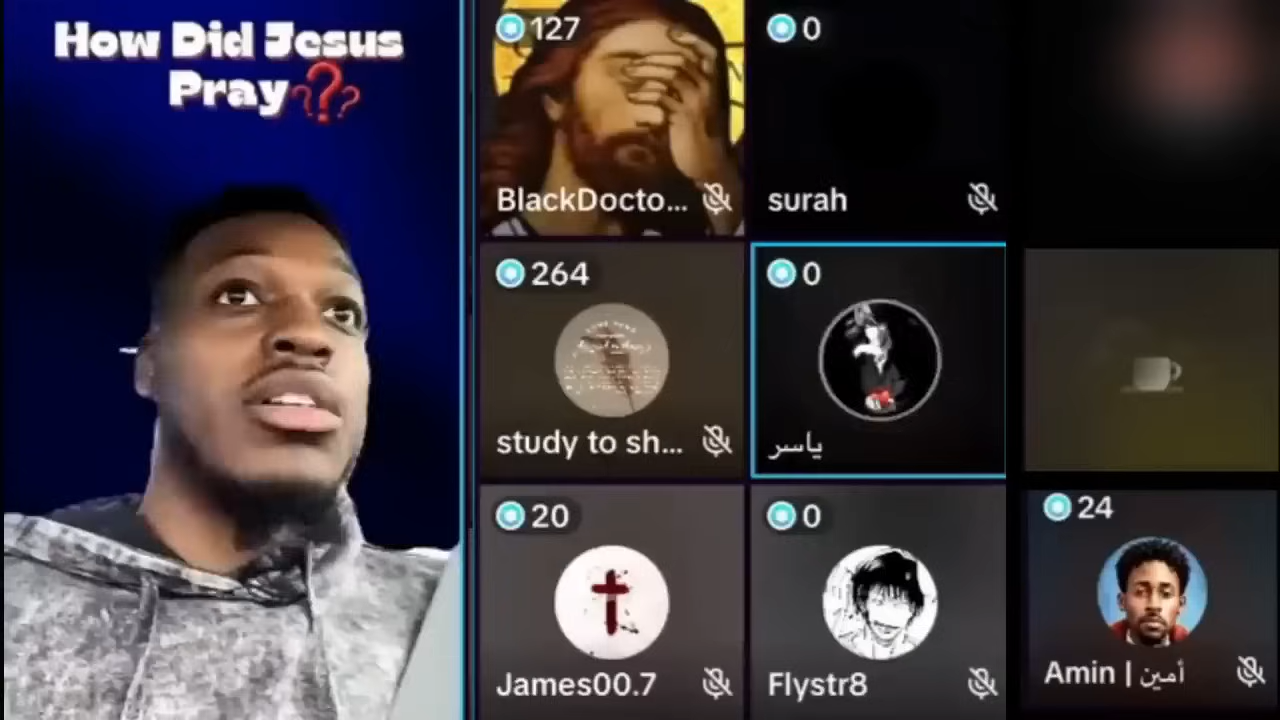 How Did Jesus
Pray❓❓❓
127
BlackDocto...
0
surah
264
study to sh...
0
ياسر
20
James00.7
0
Flystr8
24
Amin | أمين